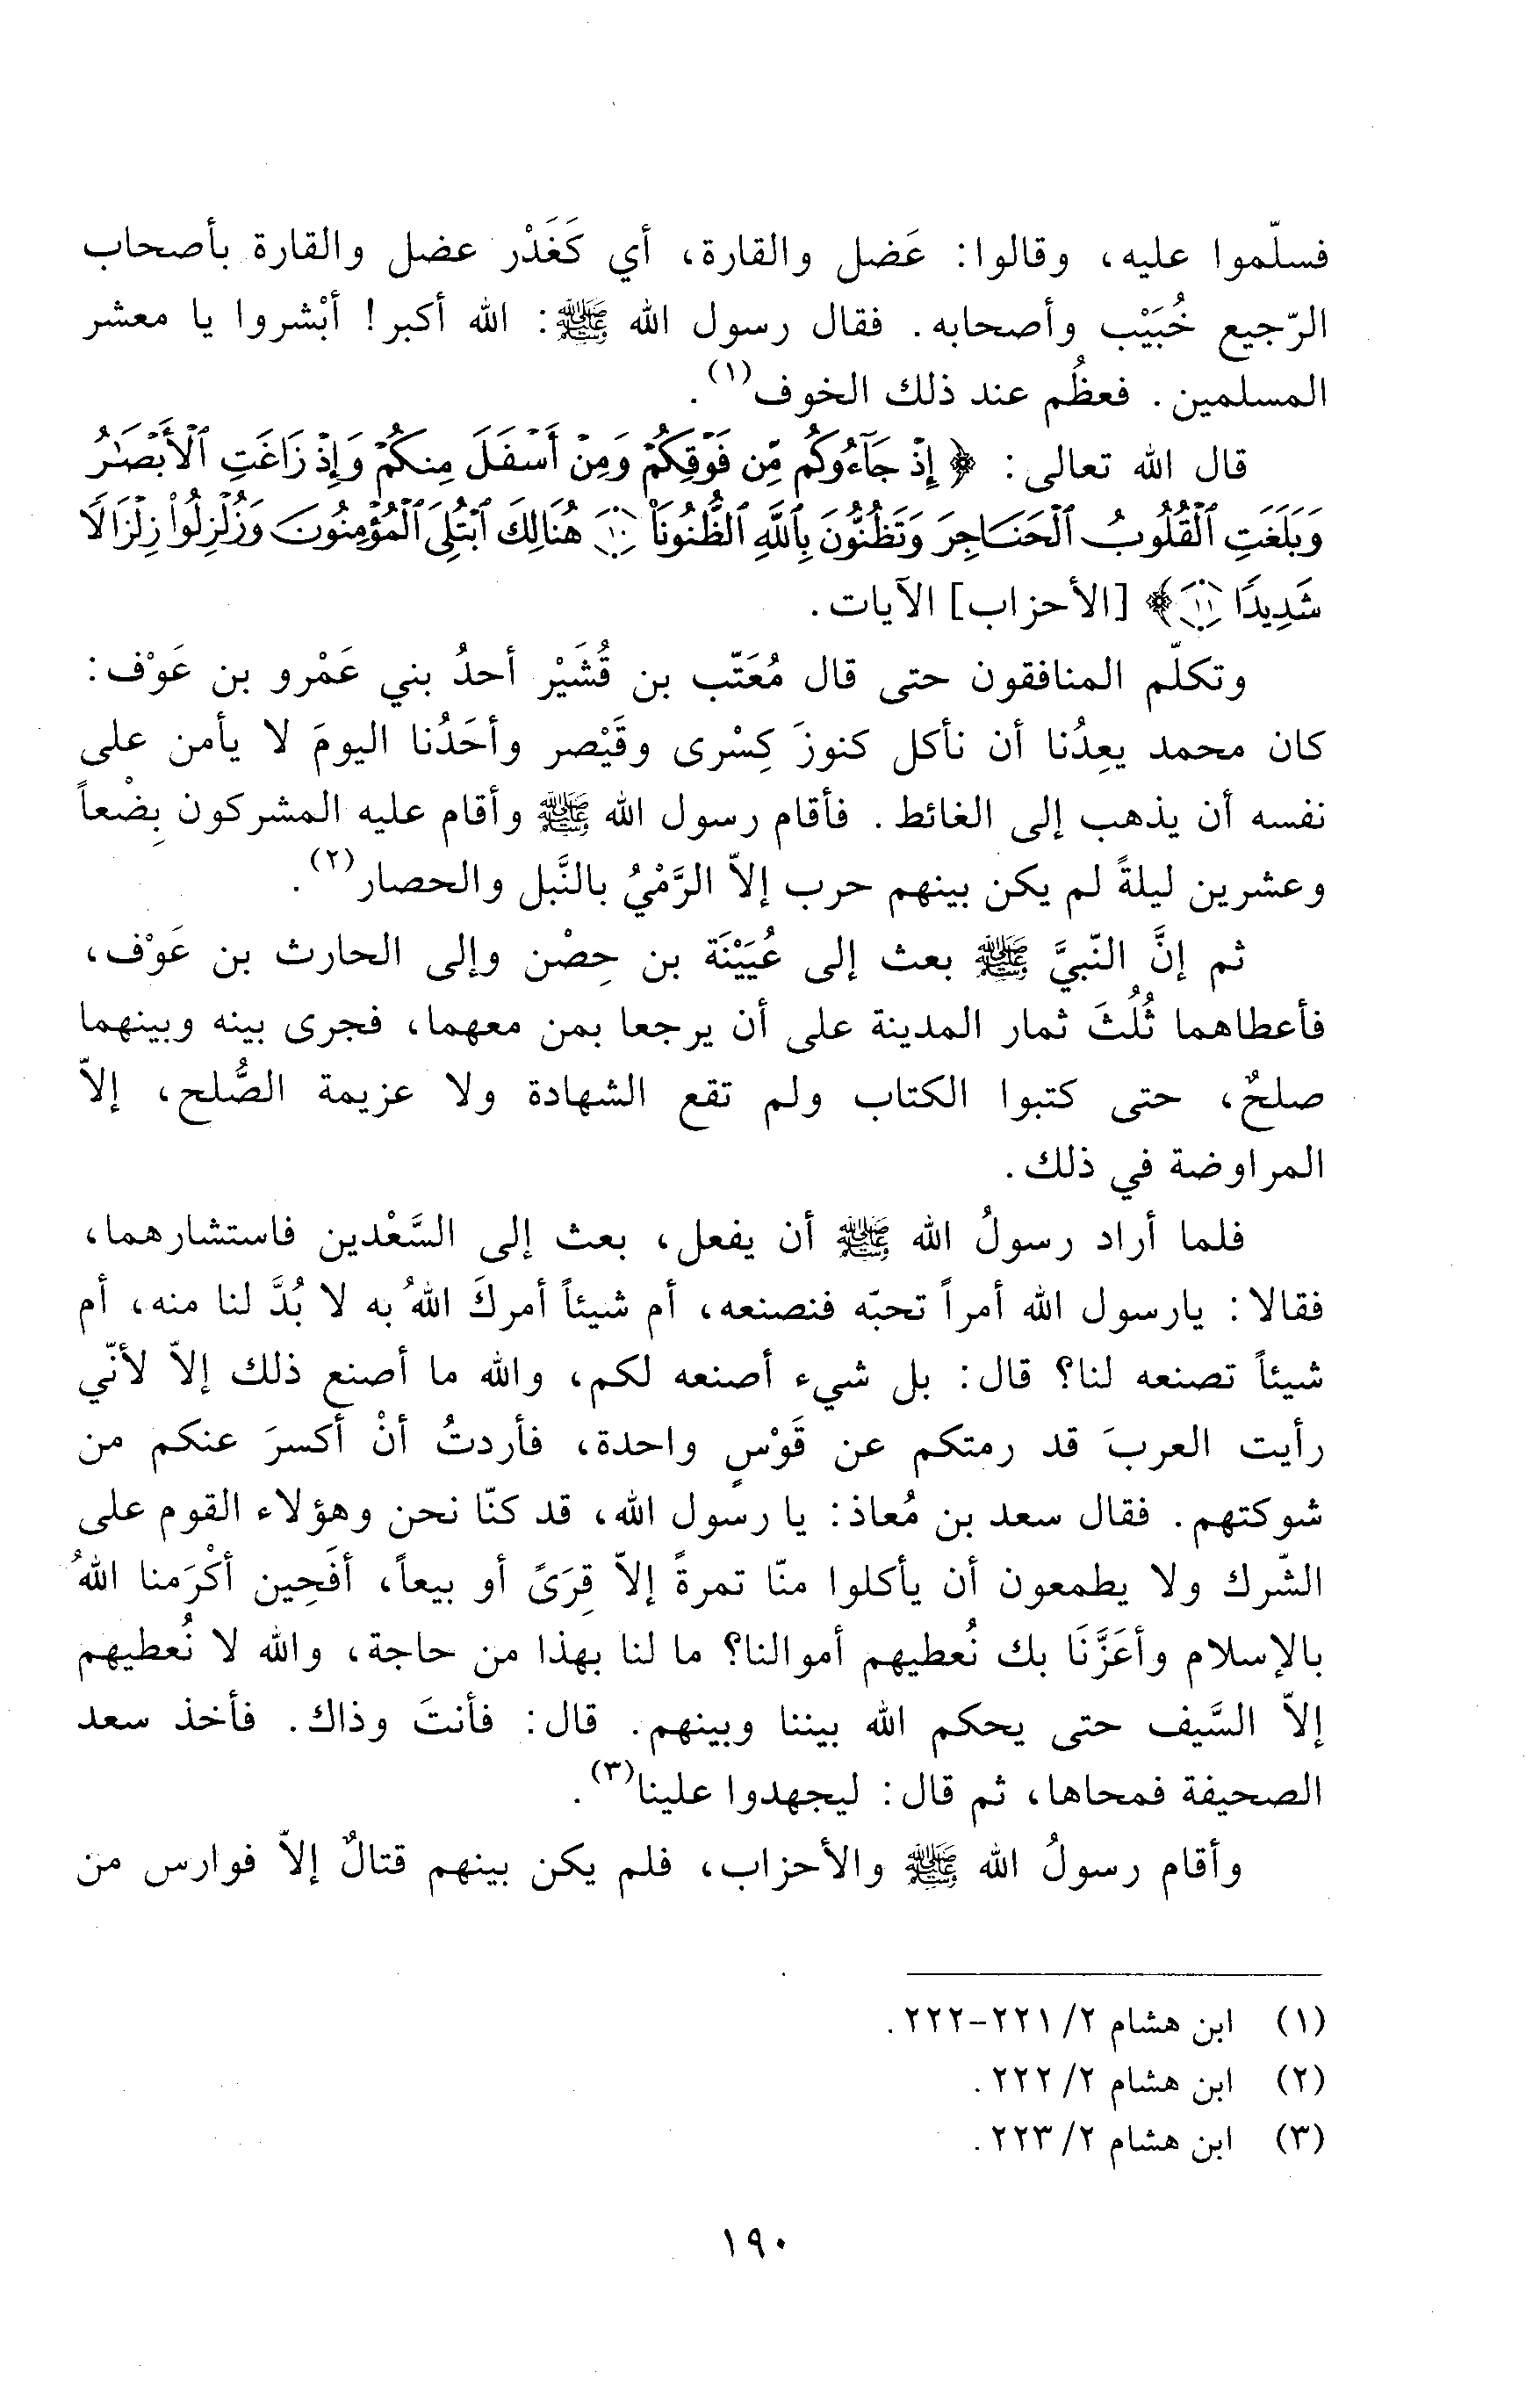 فسلّموا عليه، وقالوا: عَضل والقارة، أي كَغَدْر عضل والقارة بأصحاب
الرّجيع خُبَيْب وأصحابه. فقال رسول الله ﷺ: الله أكبر! أبْشروا يا معشر
المسلمين. فعظُم عند ذلك الخوف(١).
قال الله تعالى: ﴿ إِذْ جَآءُوكُم مِّن فَوْقِكُمْ وَمِنْ أَسْفَلَ مِنكُمْ وَإِذْ زَاغَتِ ٱلْأَبْصَـٰرُ
وَبَلَغَتِ ٱلْقُلُوبُ ٱلْحَنَـاجِرَ وَتَظُنُّونَ بِٱللَّهِ ٱلظُّنُونَا۠ ١٠ هُنَالِكَ ٱبْتُلِىَ ٱلْمُؤْمِنُونَ وَزُلْزِلُوا۟ زِلْزَالًا
شَدِيدًا ١١ ﴾ [الأحزاب] الآيات.
وتكلّم المنافقون حتى قال مُعَتّب بن قُشَيْر أحدُ بني عَمْرو بن عَوْف:
كان محمد يعِدُنا أن نأكل كنوزَ كِسْرى وقَيْصر وأحَدُنا اليومَ لا يأمن على
نفسه أن يذهب إلى الغائط. فأقام رسول الله ﷺ وأقام عليه المشركون بِضْعاً
وعشرين ليلةً لم يكن بينهم حرب إلاّ الرَّمْيُ بالنَّبل والحصار(٢).
ثم إنَّ النّبيَّ ﷺ بعث إلى عُيَيْنَة بن حِصْن وإلى الحارث بن عَوْف،
فأعطاهما ثُلُثَ ثمار المدينة على أن يرجعا بمن معهما، فجرى بينه وبينهما
صلحٌ، حتى كتبوا الكتاب ولم تقع الشهادة ولا عزيمة الصُّلح، إلاّ
المراوضة في ذلك.
فلما أراد رسولُ الله ﷺ أن يفعل، بعث إلى السَّعْدين فاستشارهما،
فقالا: يارسول الله أمراً تحبّه فنصنعه، أم شيئاً أمركَ اللهُ به لا بُدَّ لنا منه، أم
شيئاً تصنعه لنا؟ قال: بل شيء أصنعه لكم، والله ما أصنع ذلك إلاّ لأنّي
رأيت العربَ قد رمتكم عن قَوْسٍ واحدة، فأردتُ أنْ أكسرَ عنكم من
شوكتهم. فقال سعد بن مُعاذ: يا رسول الله، قد كنّا نحن وهؤلاء القوم على
الشّرك ولا يطمعون أن يأكلوا منّا تمرةً إلاّ قِرَىً أو بيعاً، أفَحِين أكْرَمنا اللهُ
بالإسلام وأعَزَّنَا بك نُعطيهم أموالنا؟ ما لنا بهذا من حاجة، والله لا نُعطيهم
إلاّ السَّيف حتى يحكم الله بيننا وبينهم. قال: فأنتَ وذاك. فأخذ سعد
الصحيفة فمحاها، ثم قال: ليجهدوا علينا(٣).
وأقام رسولُ الله ﷺ والأحزاب، فلم يكن بينهم قتالٌ إلاّ فوارس من
(١) ابن هشام ٢/ ٢٢١-٢٢٢.
(٢) ابن هشام ٢/ ٢٢٢.
(٣) ابن هشام ٢/ ٢٢٣.
١٩٠